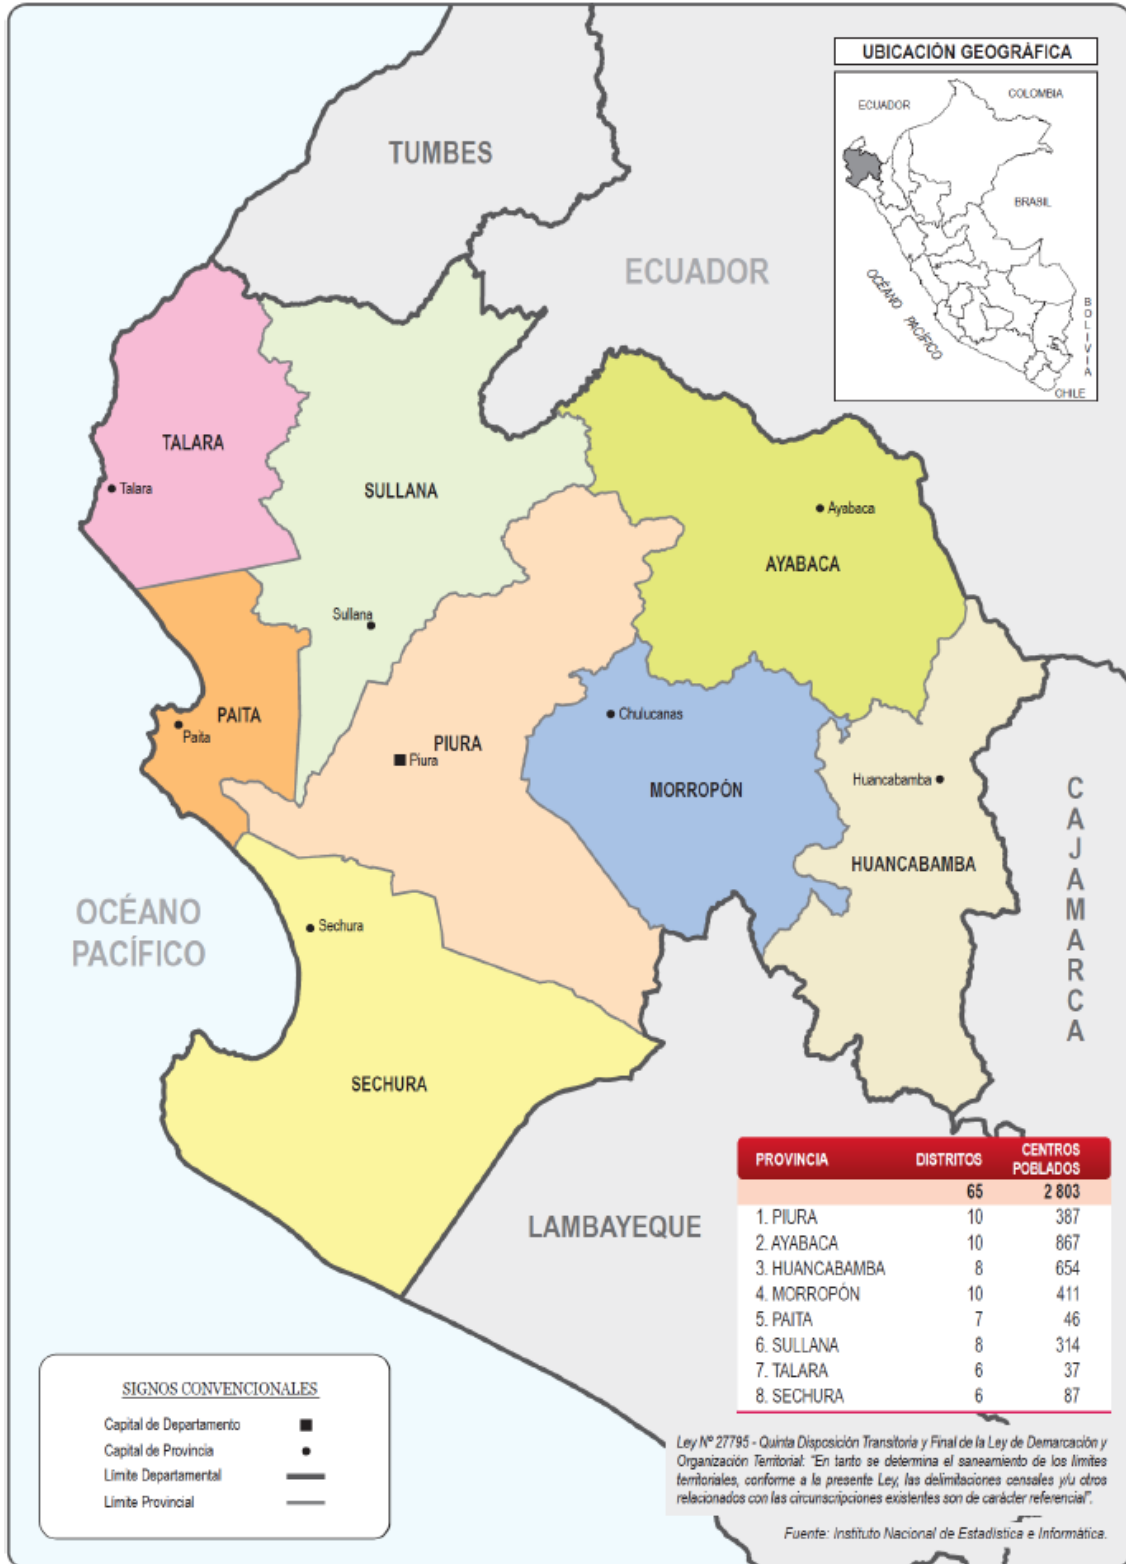 UBICACIÓN GEOGRÁFICA
ECUADOR
COLOMBIA
BRASIL
OCÉANO PACÍFICO
BOLIVIA
CHILE
TUMBES
ECUADOR
TALARA
Talara
SULLANA
Sullana
AYABACA
Ayabaca
PAITA
Paita
PIURA
Piura
Chulucanas
MORROPÓN
Huancabamba
HUANCABAMBA
CAJAMARCA
OCÉANO
PACÍFICO
Sechura
SECHURA
LAMBAYEQUE
PROVINCIA DISTRITOS CENTROS POBLADOS
65 2 803
1. PIURA 10 387
2. AYABACA 10 867
3. HUANCABAMBA 8 654
4. MORROPÓN 10 411
5. PAITA 7 46
6. SULLANA 8 314
7. TALARA 6 37
8. SECHURA 6 87
SIGNOS CONVENCIONALES
Capital de Departamento
Capital de Provincia
Límite Departamental
Límite Provincial
Ley Nº 27795 - Quinta Disposición Transitoria y Final de la Ley de Demarcación y
Organización Territorial: "En tanto se determina el saneamiento de los límites
territoriales, conforme a la presente Ley, las delimitaciones censales y/u otros
relacionados con las circunscripciones existentes son de carácter referencial".
Fuente: Instituto Nacional de Estadística e Informática.